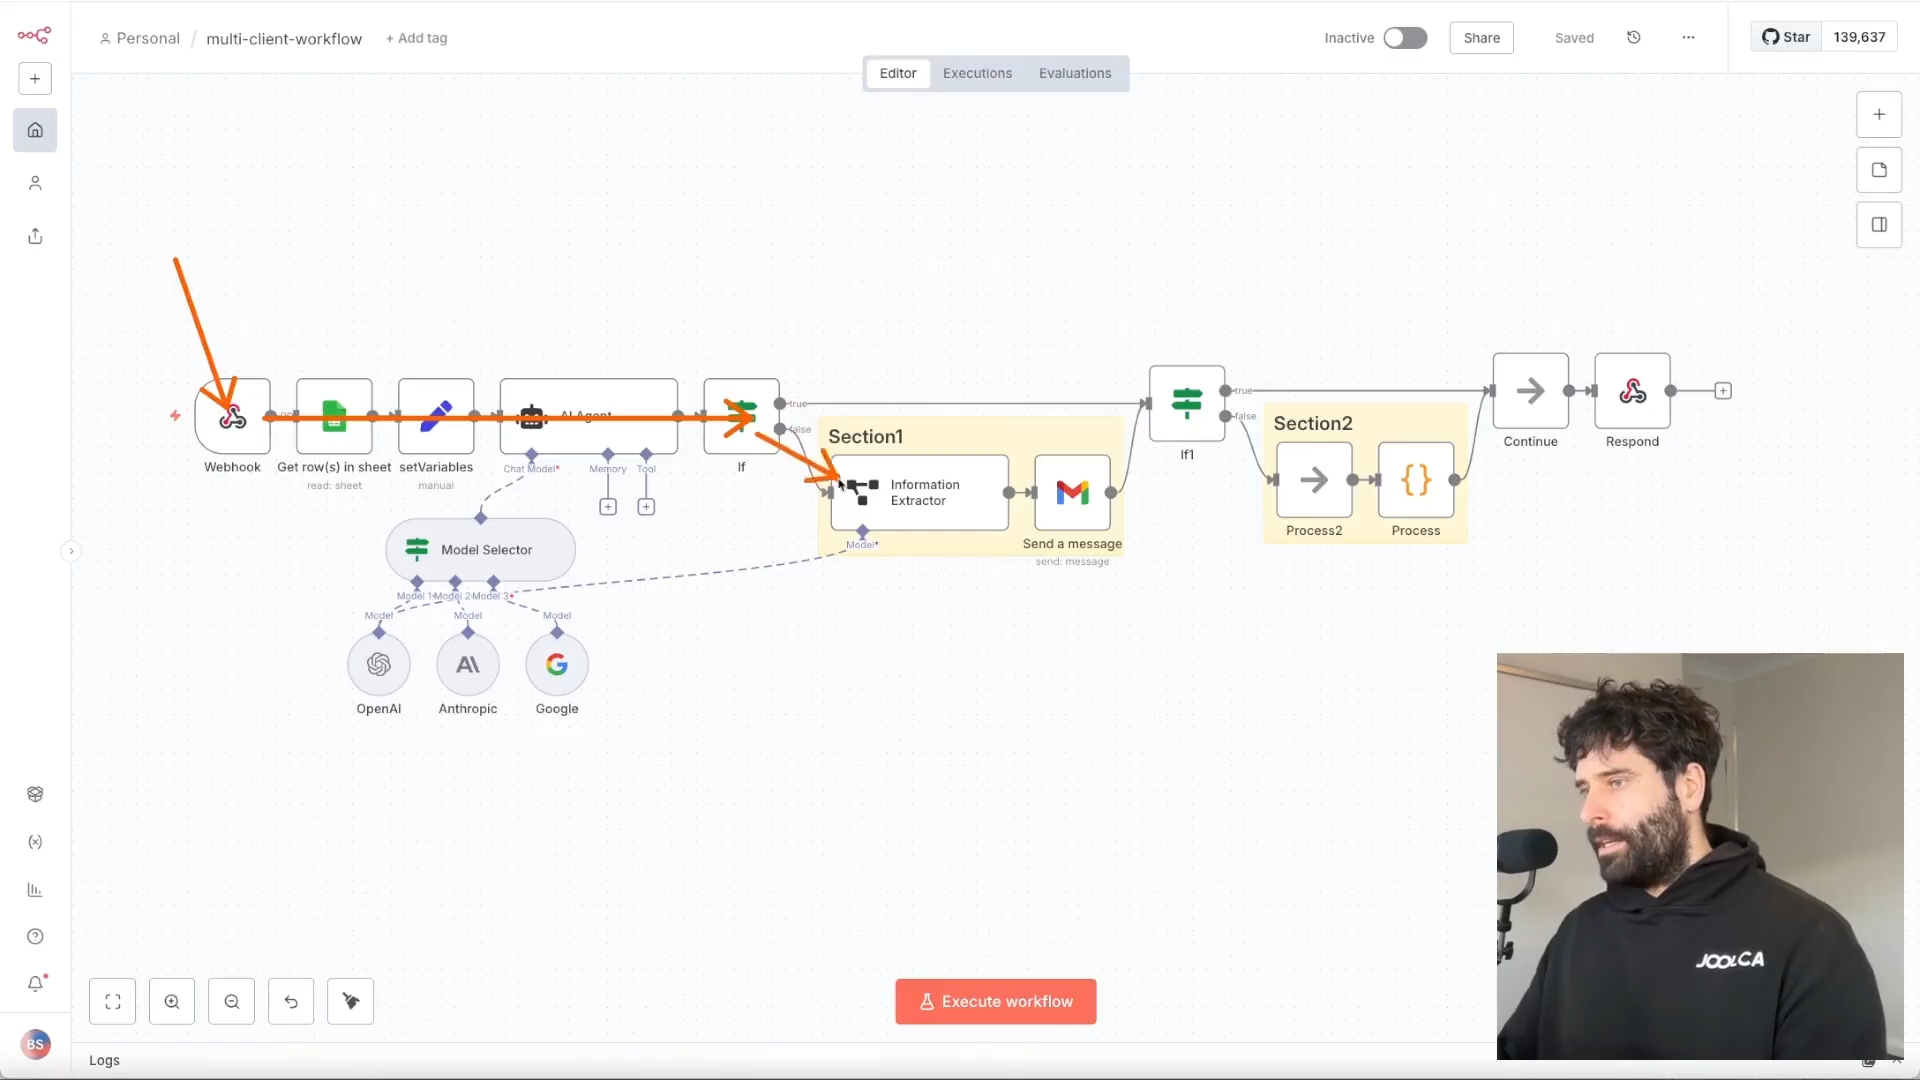 Personal / multi-client-workflow + Add tag
Inactive
Share
Saved
Star 139,637
Editor Executions Evaluations
Webhook
Get row(s) in sheet
read: sheet
setVariables
manual
AI Agent
Chat Model*
Memory
Tool
If
true
false
Section1
Information
Extractor
Model*
Send a message
send: message
If1
true
false
Section2
Process2
{}
Process
Continue
Respond
Model Selector
Model 1 Model 2 Model 3*
Model
Model
Model
OpenAI
Anthropic
Google
JOOLCA
Execute workflow
BS
Logs